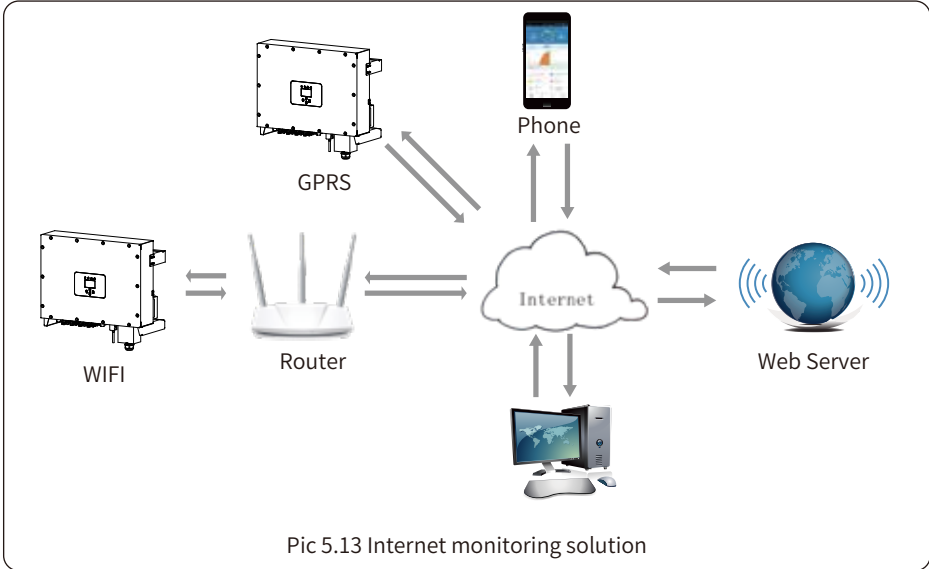 Phone
GPRS
Internet
WIFI
Router
Web Server
Pic 5.13 Internet monitoring solution